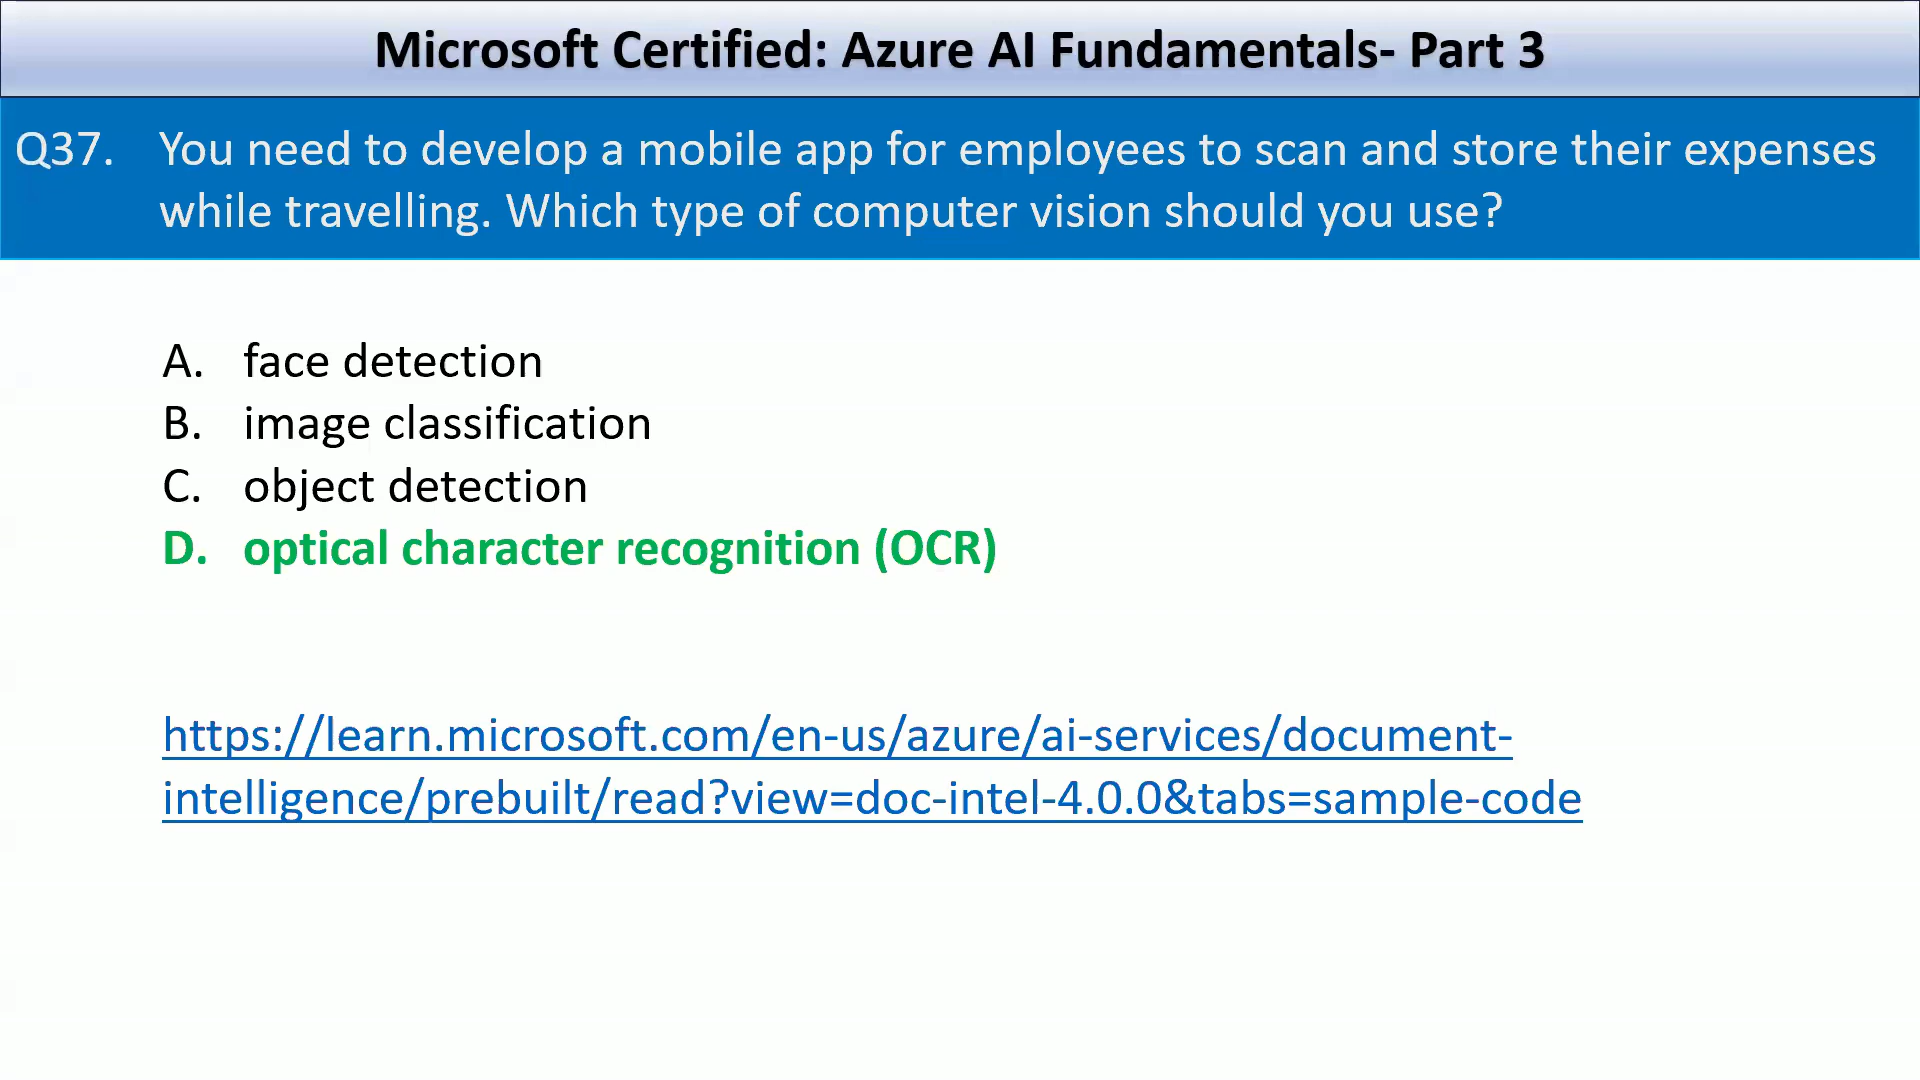 Microsoft Certified: Azure AI Fundamentals- Part 3
Q37. You need to develop a mobile app for employees to scan and store their expenses
while travelling. Which type of computer vision should you use?
A. face detection
B. image classification
C. object detection
D. optical character recognition (OCR)
https://learn.microsoft.com/en-us/azure/ai-services/document-
intelligence/prebuilt/read?view=doc-intel-4.0.0&tabs=sample-code